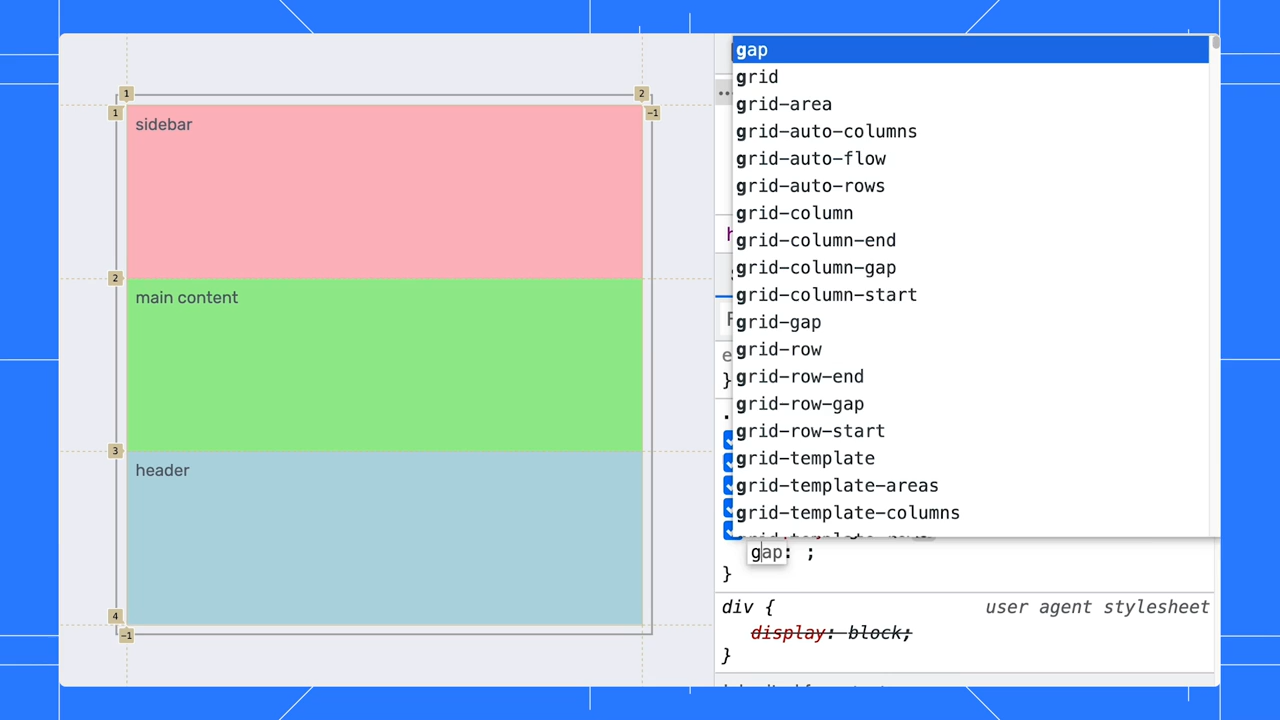 1
2
1
-1
sidebar
2
main content
3
header
4
-1
gap
grid
grid-area
grid-auto-columns
grid-auto-flow
grid-auto-rows
grid-column
grid-column-end
grid-column-gap
grid-column-start
grid-gap
grid-row
grid-row-end
grid-row-gap
grid-row-start
grid-template
grid-template-areas
grid-template-columns
grid-template-rows
gap: ;
}
div {
user agent stylesheet
display: block;
}